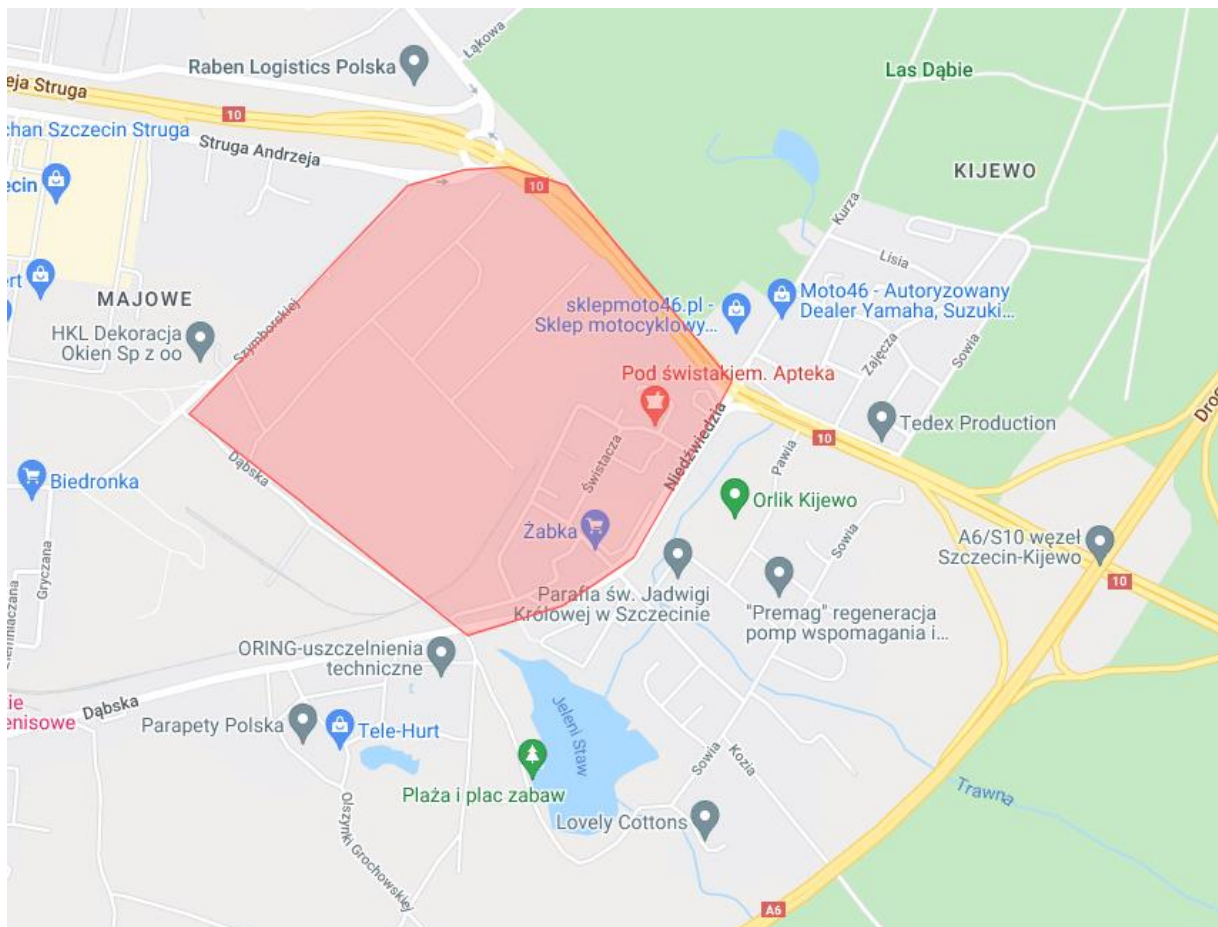 Łąkowa
Raben Logistics Polska
Las Dąbie
eja Struga
10
chan Szczecin Struga
Struga Andrzeja
ecin
10
KIJEWO
Kurza
Lisia
rt
MAJOWE
Szymborskiej
HKL Dekoracja
Okien Sp z oo
sklepmoto46.pl -
Sklep motocyklowy...
Moto46 - Autoryzowany
Dealer Yamaha, Suzuki...
Zajęcza
Sowia
Pod świstakiem. Apteka
Dro
Tedex Production
10
Niedźwiedzia
Świstacza
Pawia
Dąbska
Biedronka
Orlik Kijewo
Żabka
Sowia
A6/S10 węzeł
Szczecin-Kijewo
10
Gryczana
Parafia św. Jadwigi
Królowej w Szczecinie
"Premag" regeneracja
pomp wspomagania i...
ORING-uszczelnienia
techniczne
ie
enisowe
Dąbska
Parapety Polska
Tele-Hurt
Jeleni Staw
Sowia
Kozia
Plaża i plac zabaw
Trawna
Olszynki Grochowskiej
Lovely Cottons
A6